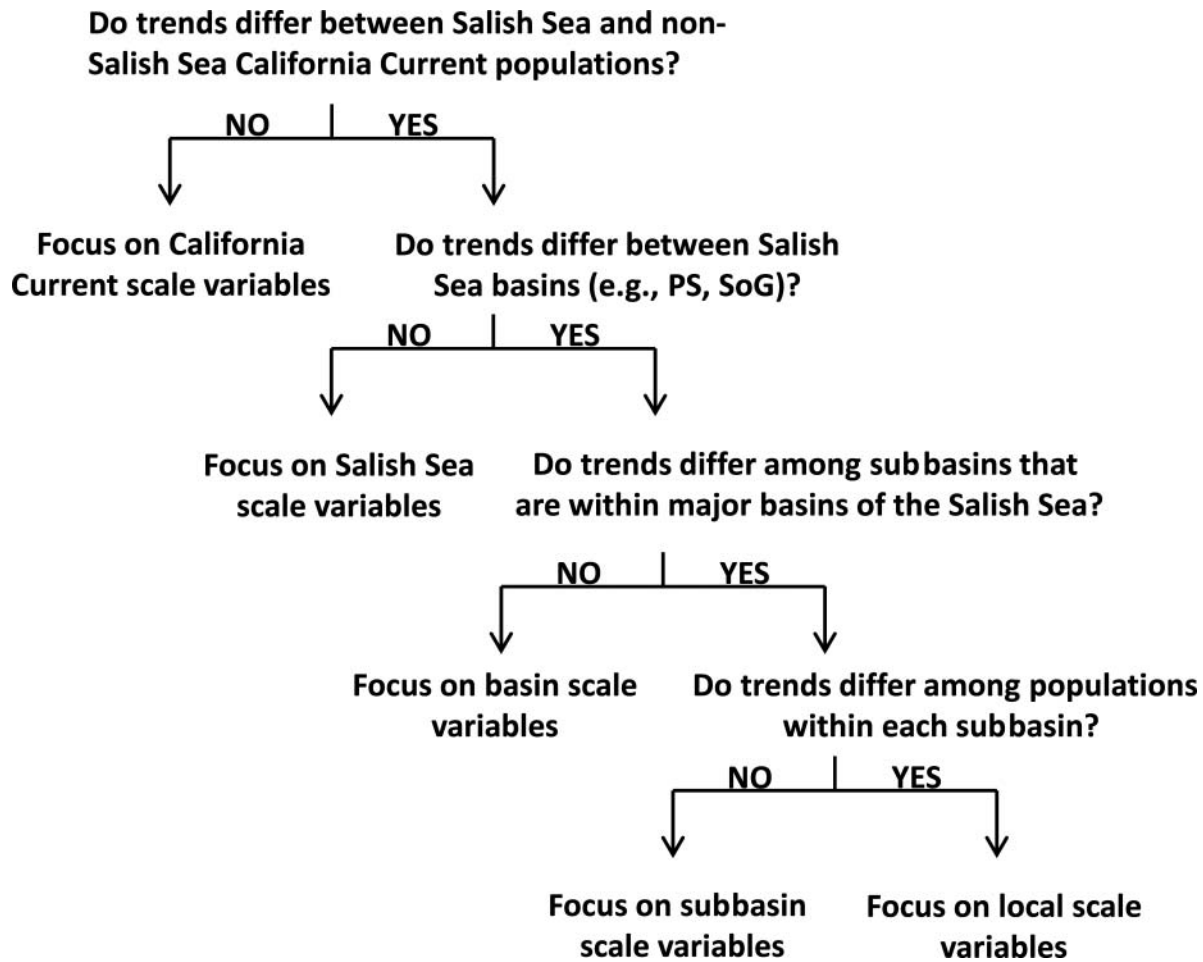 Do trends differ between Salish Sea and non-
Salish Sea California Current populations?
NO
YES
Focus on California
Current scale variables
Do trends differ between Salish
Sea basins (e.g., PS, SoG)?
NO
YES
Focus on Salish Sea
scale variables
Do trends differ among subbasins that
are within major basins of the Salish Sea?
NO
YES
Focus on basin scale
variables
Do trends differ among populations
within each subbasin?
NO
YES
Focus on subbasin
scale variables
Focus on local scale
variables